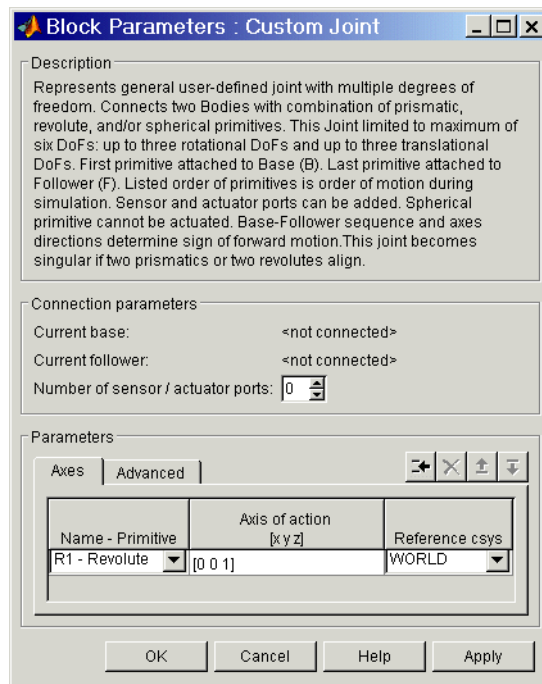 Block Parameters : Custom Joint
Description
Represents general user-defined joint with multiple degrees of
freedom. Connects two Bodies with combination of prismatic,
revolute, and/or spherical primitives. This Joint limited to maximum of
six DoFs: up to three rotational DoFs and up to three translational
DoFs. First primitive attached to Base (B). Last primitive attached to
Follower (F). Listed order of primitives is order of motion during
simulation. Sensor and actuator ports can be added. Spherical
primitive cannot be actuated. Base-Follower sequence and axes
directions determine sign of forward motion.This joint becomes
singular if two prismatics or two revolutes align.
Connection parameters
Current base: <not connected>
Current follower: <not connected>
Number of sensor / actuator ports: 0
Parameters
Axes Advanced
Name - Primitive Axis of action [x y z] Reference csys
R1 - Revolute [0 0 1] WORLD
OK Cancel Help Apply